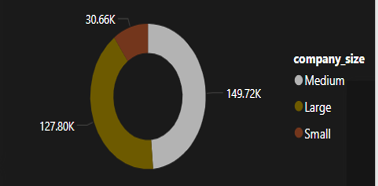 30.66K
company_size
Medium
149.72K
Large
127.80K
Small